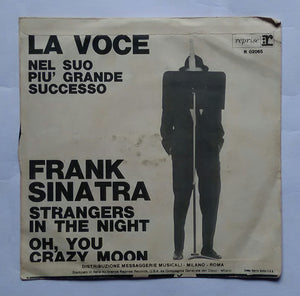 LA VOCE
NEL SUO
PIU' GRANDE
SUCCESSO
reprise
R 02065
FRANK
SINATRA
STRANGERS
IN THE NIGHT
OH, YOU
CRAZY MOON
DISTRIBUZIONE MESSAGGERIE MUSICALI - MILANO - ROMA